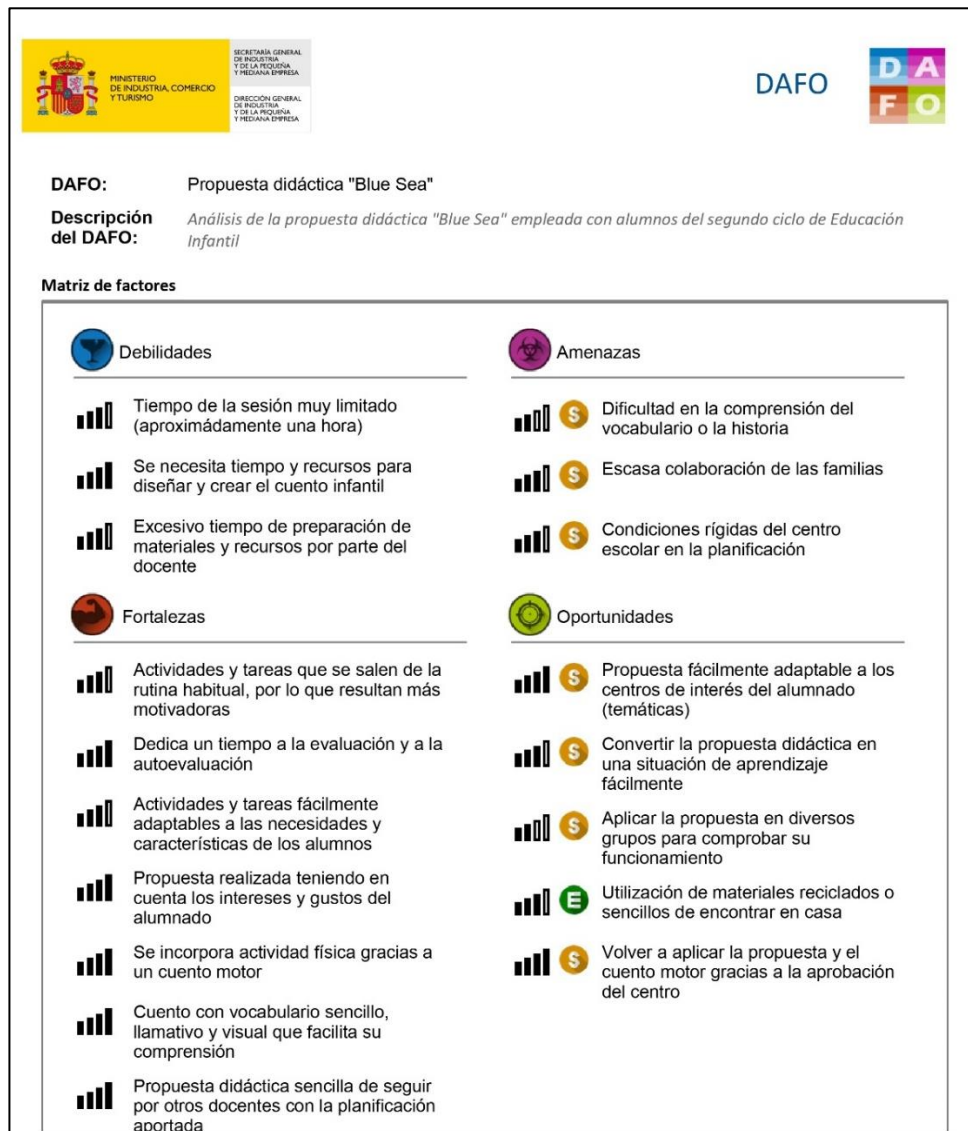 MINISTERIO
DE INDUSTRIA, COMERCIO
Y TURISMO
SECRETARÍA GENERAL
DE INDUSTRIA
Y DE LA PEQUEÑA
Y MEDIANA EMPRESA
DIRECCIÓN GENERAL
DE INDUSTRIA
Y DE LA PEQUEÑA
Y MEDIANA EMPRESA
DAFO
D A
F O
DAFO: Propuesta didáctica "Blue Sea"
Descripción del DAFO: Análisis de la propuesta didáctica "Blue Sea" empleada con alumnos del segundo ciclo de Educación
Infantil
Matriz de factores
Debilidades
Tiempo de la sesión muy limitado
(aproximádamente una hora)
Se necesita tiempo y recursos para
diseñar y crear el cuento infantil
Excesivo tiempo de preparación de
materiales y recursos por parte del
docente
Amenazas
S Dificultad en la comprensión del
vocabulario o la historia
S Escasa colaboración de las familias
S Condiciones rígidas del centro
escolar en la planificación
Fortalezas
Actividades y tareas que se salen de la
rutina habitual, por lo que resultan más
motivadoras
Dedica un tiempo a la evaluación y a la
autoevaluación
Actividades y tareas fácilmente
adaptables a las necesidades y
características de los alumnos
Propuesta realizada teniendo en
cuenta los intereses y gustos del
alumnado
Se incorpora actividad física gracias a
un cuento motor
Cuento con vocabulario sencillo,
llamativo y visual que facilita su
comprensión
Propuesta didáctica sencilla de seguir
por otros docentes con la planificación
aportada
Oportunidades
S Propuesta fácilmente adaptable a los
centros de interés del alumnado
(temáticas)
S Convertir la propuesta didáctica en
una situación de aprendizaje
fácilmente
S Aplicar la propuesta en diversos
grupos para comprobar su
funcionamiento
E Utilización de materiales reciclados o
sencillos de encontrar en casa
S Volver a aplicar la propuesta y el
cuento motor gracias a la aprobación
del centro